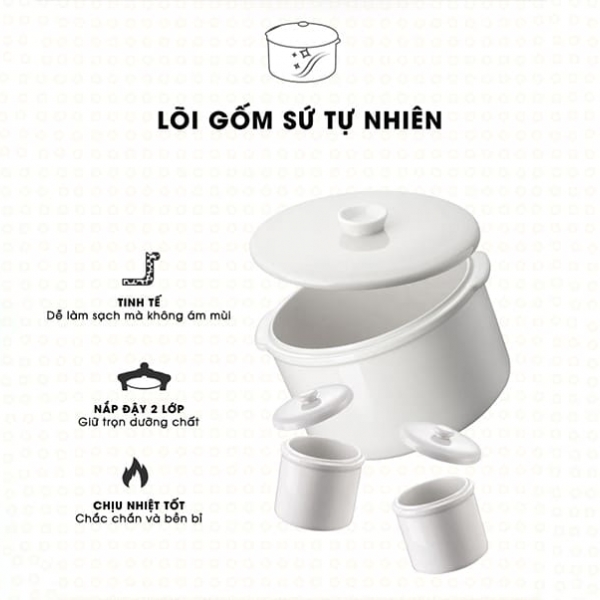 LÕI GỐM SỨ TỰ NHIÊN
TINH TẾ
Dễ làm sạch mà không ám mùi
NẮP ĐẬY 2 LỚP
Giữ trọn dưỡng chất
CHỊU NHIỆT TỐT
Chắc chắn và bền bỉ